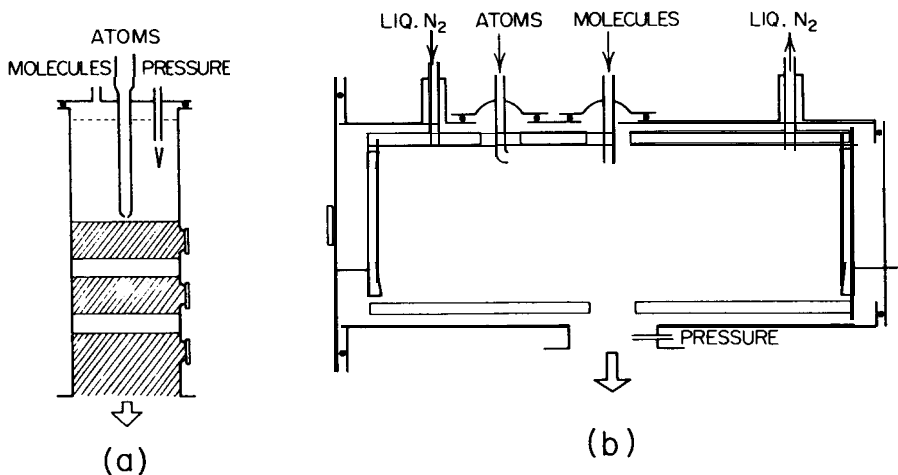 ATOMS
MOLECULES PRESSURE
(a)
LIQ. N₂ ATOMS MOLECULES LIQ. N₂
PRESSURE
(b)